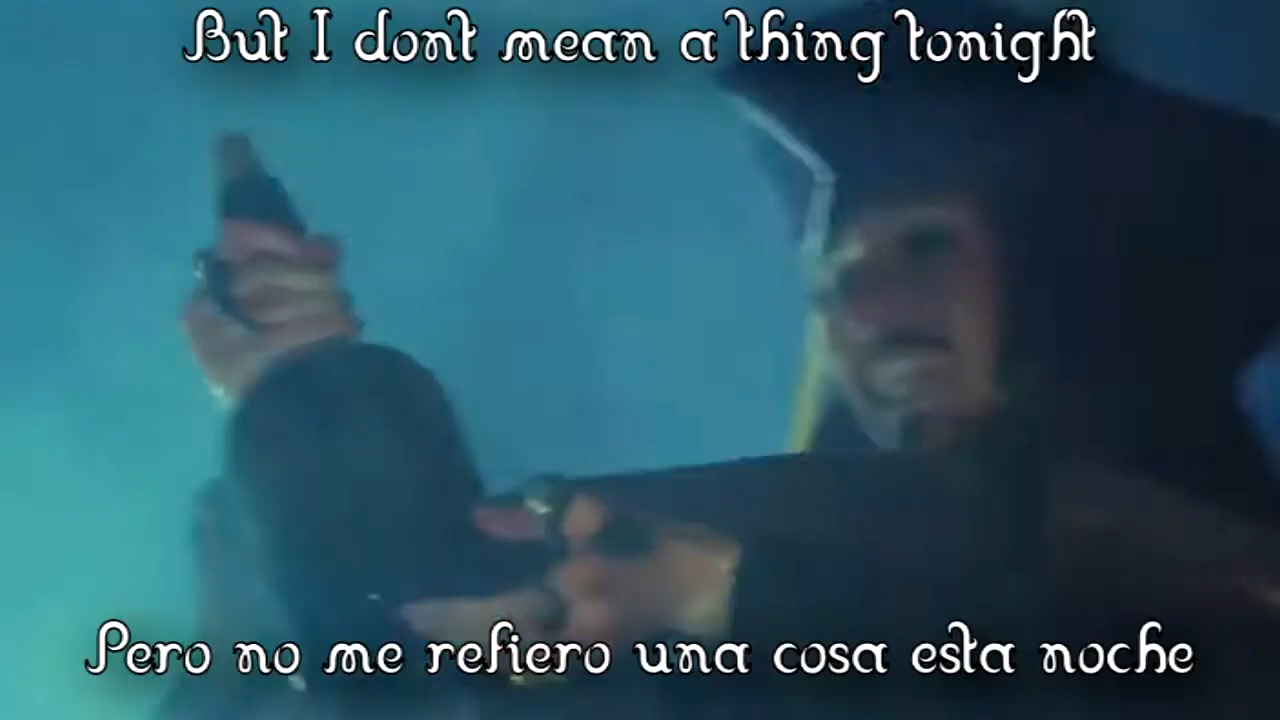 But I dont mean a thing tonight
Pero no me refiero una cosa esta noche